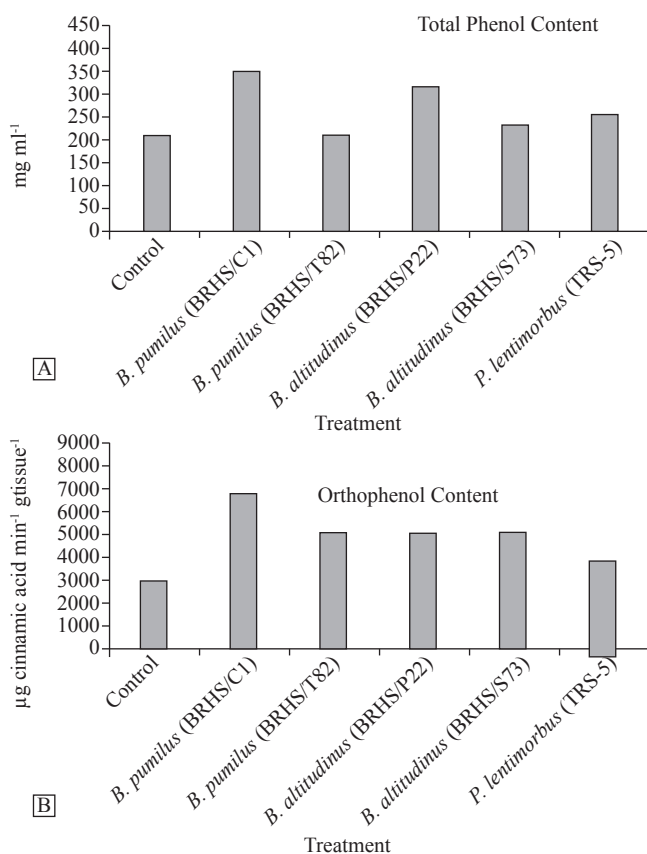 Total Phenol Content
mg ml⁻¹
450
400
350
300
250
200
150
100
50
0
Control
B. pumilus (BRHS/C1)
B. pumilus (BRHS/T82)
B. altitudinus (BRHS/P22)
B. altitudinus (BRHS/S73)
P. lentimorbus (TRS-5)
A
Treatment
Orthophenol Content
µg cinnamic acid min⁻¹ gtissue⁻¹
9000
8000
7000
6000
5000
4000
3000
2000
1000
0
Control
B. pumilus (BRHS/C1)
B. pumilus (BRHS/T82)
B. altitudinus (BRHS/P22)
B. altitudinus (BRHS/S73)
P. lentimorbus (TRS-5)
B
Treatment